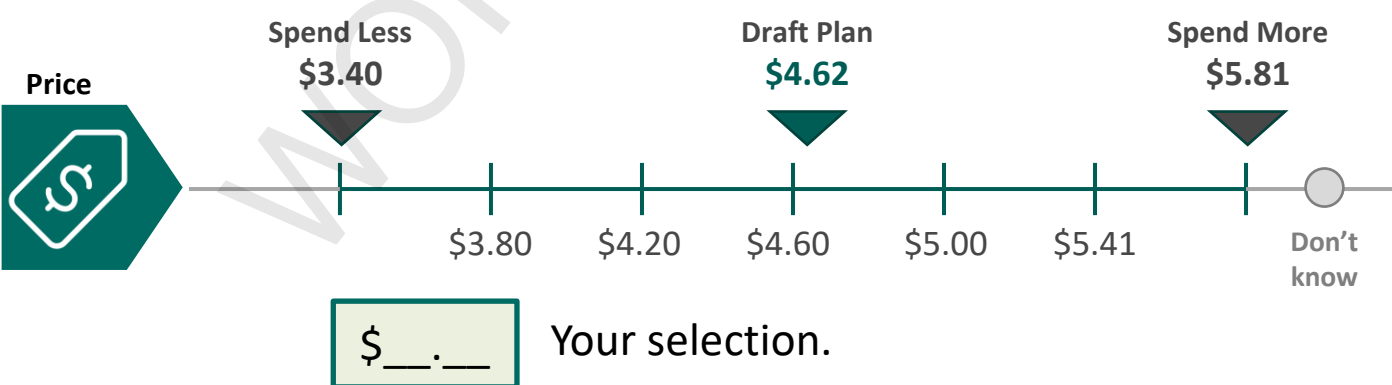 Spend Less
$3.40
Draft Plan
$4.62
Spend More
$5.81
Price
$
$3.80
$4.20
$4.60
$5.00
$5.41
Don't
know
$__.__
Your selection.